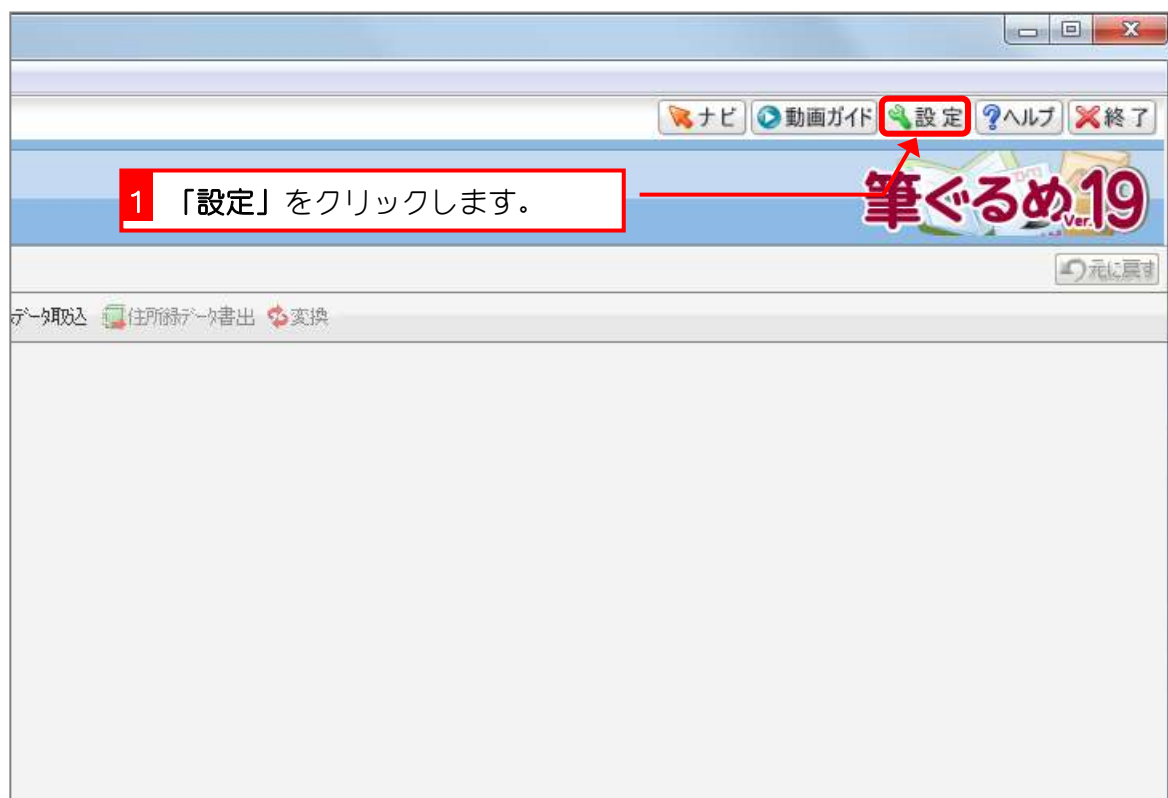 ナビ 動画ガイド 設定 ?ヘルプ 終了
1 「設定」をクリックします。
筆ぐるめ Ver.19
元に戻す
データ取込 住所録データ書出 変換